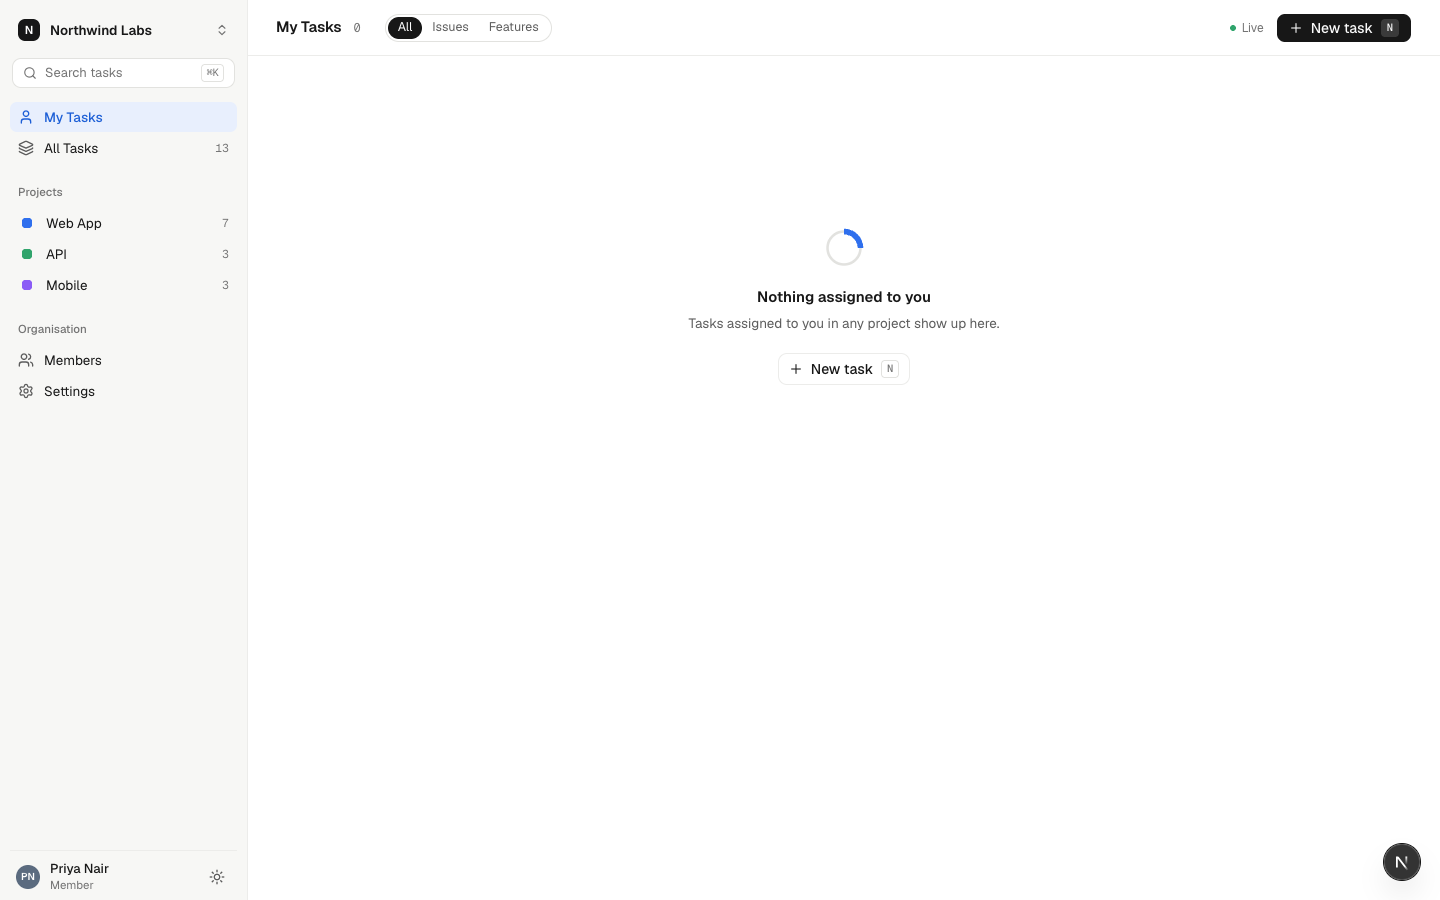 N Northwind Labs
Search tasks ⌘K
My Tasks
All Tasks 13
Projects
Web App 7
API 3
Mobile 3
Organisation
Members
Settings
PN Priya Nair
Member
My Tasks 0 All Issues Features
Live + New task N
Nothing assigned to you
Tasks assigned to you in any project show up here.
+ New task N
N